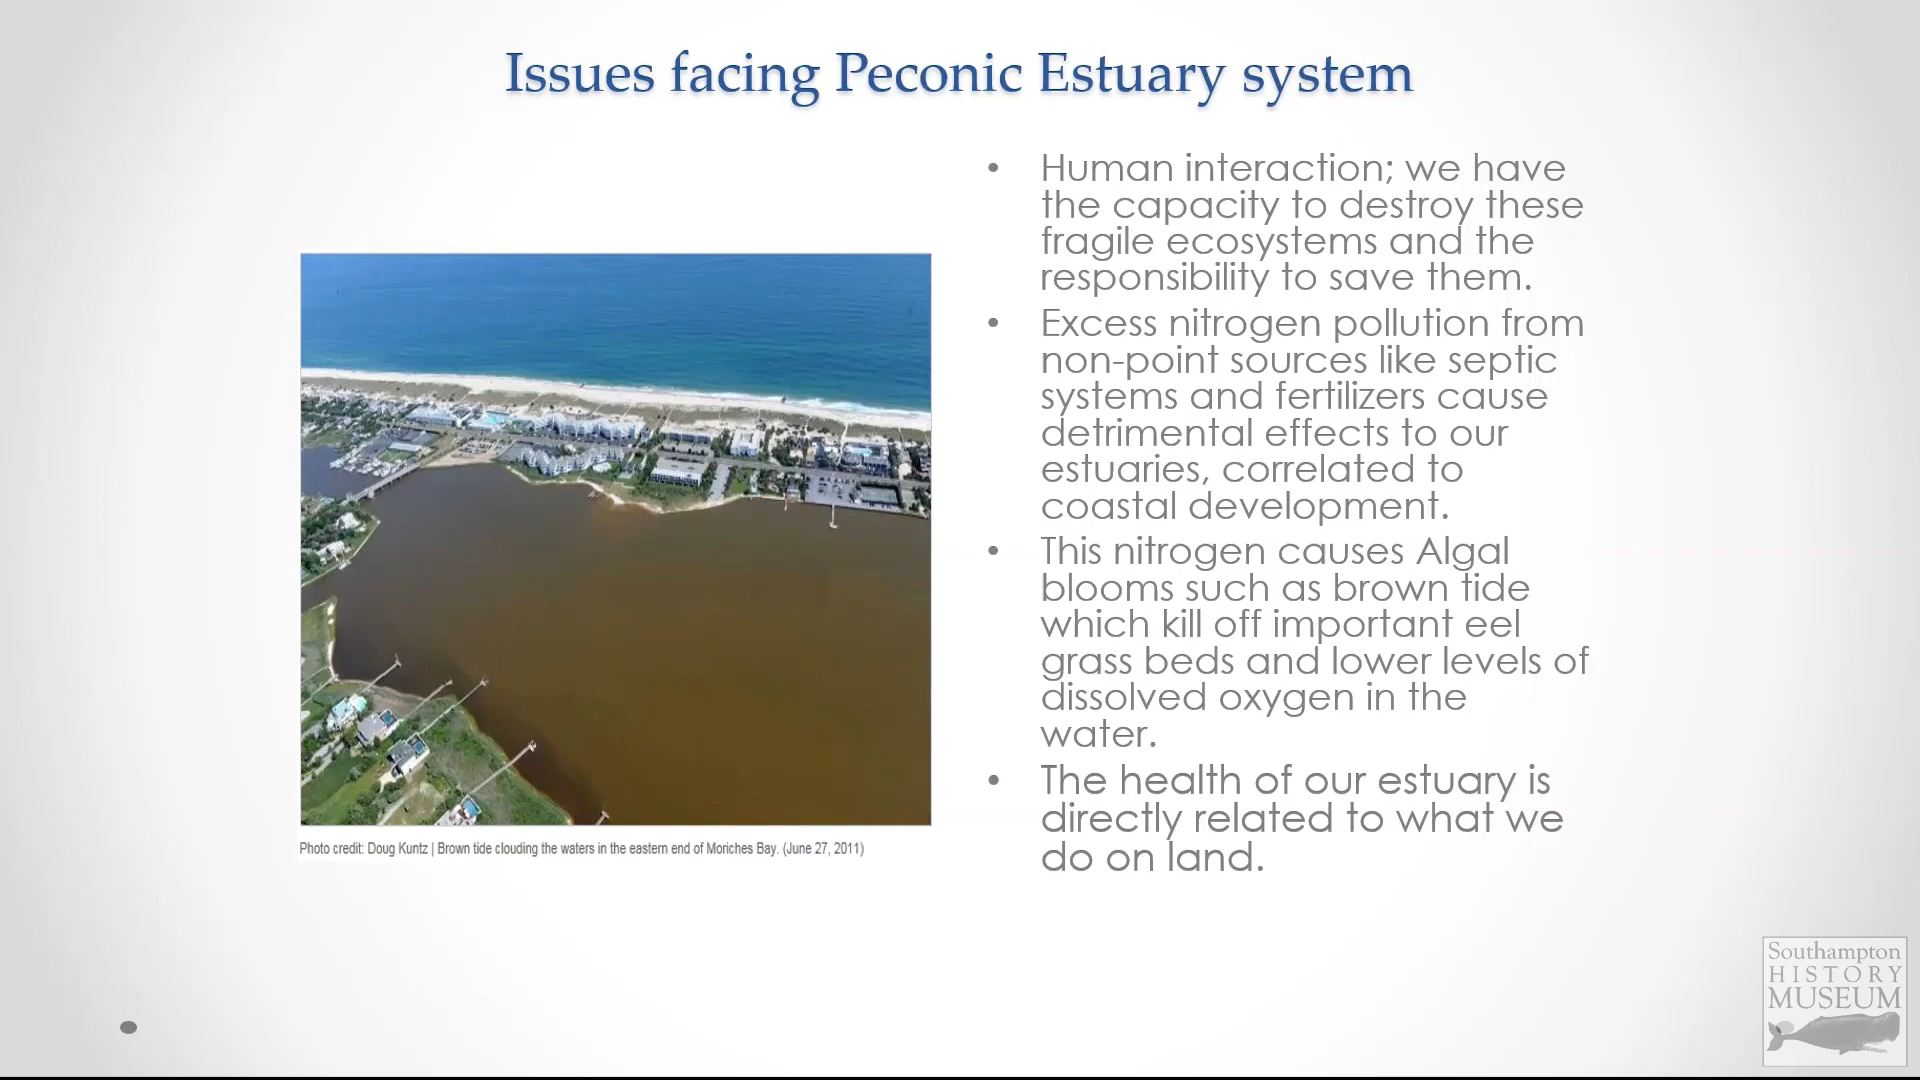 Issues facing Peconic Estuary system
• Human interaction; we have
the capacity to destroy these
fragile ecosystems and the
responsibility to save them.
• Excess nitrogen pollution from
non-point sources like septic
systems and fertilizers cause
detrimental effects to our
estuaries, correlated to
coastal development.
• This nitrogen causes Algal
blooms such as brown tide
which kill off important eel
grass beds and lower levels of
dissolved oxygen in the
water.
• The health of our estuary is
directly related to what we
do on land.
Photo credit: Doug Kuntz | Brown tide clouding the waters in the eastern end of Moriches Bay. (June 27, 2011)
Southampton
HISTORY
MUSEUM